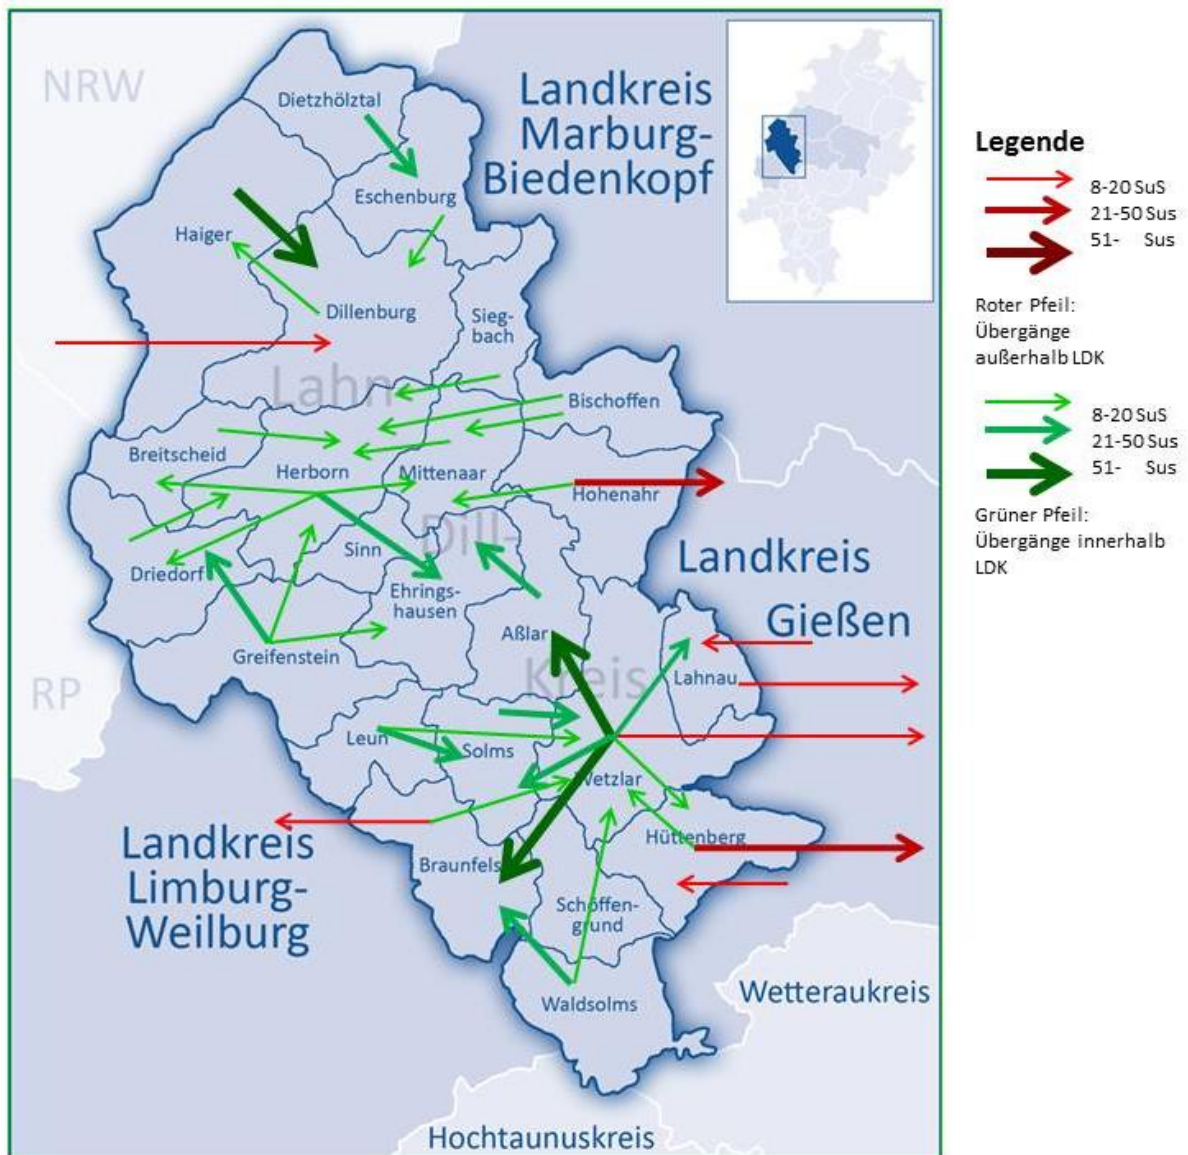 NRW
Dietzhölztal
Landkreis
Marburg-
Biedenkopf
Eschenburg
Haiger
Dillenburg
Sieg-
bach
Lahn
Bischoffen
Breitscheid
Herborn
Mittenaar
Hohenahr
Dill-
Sinn
Driedorf
Ehrings-
hausen
Landkreis
Gießen
Aßlar
Greifenstein
Kreis
Lahnau
RP
Leun
Solms
Wetzlar
Hüttenberg
Landkreis
Limburg-
Weilburg
Braunfels
Schöffen-
grund
Wetteraukreis
Waldsolms
Hochtaunuskreis
Legende
8-20 SuS
21-50 Sus
51- Sus
Roter Pfeil:
Übergänge
außerhalb LDK
8-20 SuS
21-50 Sus
51- Sus
Grüner Pfeil:
Übergänge innerhalb
LDK